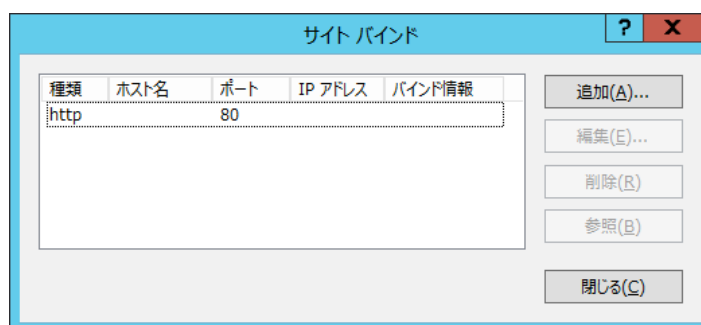 サイト バインド
? X
種類 ホスト名 ポート IP アドレス バインド情報
http 80
追加(A)...
編集(E)...
削除(R)
参照(B)
閉じる(C)